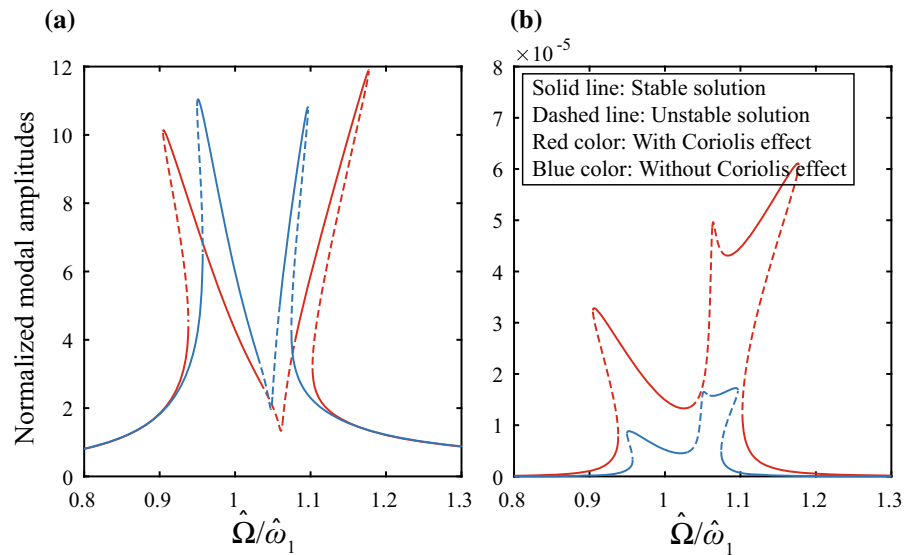 (a)
12
10
8
6
4
2
0
Normalized modal amplitudes
0.8 0.9 1 1.1 1.2 1.3
Ω̂/ω̂₁
(b)
×10⁻⁵
8
7
6
5
4
3
2
1
0
Solid line: Stable solution
Dashed line: Unstable solution
Red color: With Coriolis effect
Blue color: Without Coriolis effect
0.8 0.9 1 1.1 1.2 1.3
Ω̂/ω̂₁